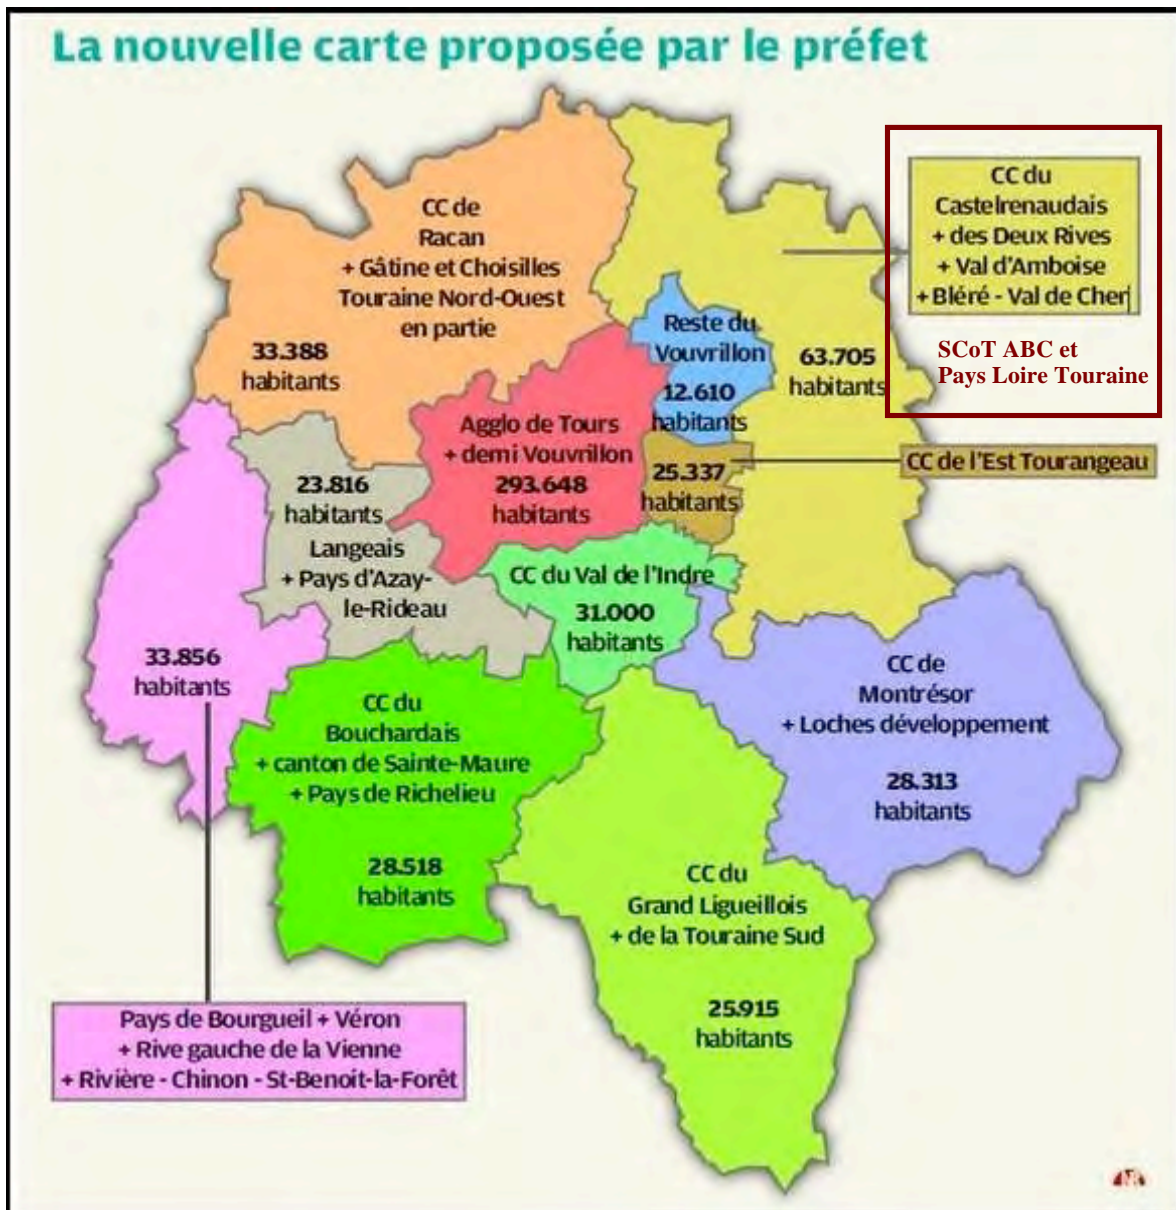 La nouvelle carte proposée par le préfet
CC de
Racan
+ Gâtine et Choisilles
Touraine Nord-Ouest
en partie
33.388
habitants
CC du
Castelrenaudais
+ des Deux Rives
+ Val d'Amboise
+ Bléré - Val de Cher
SCoT ABC et
Pays Loire Touraine
Reste du
Vouvrillon
12.610
habitants
63.705
habitants
Agglo de Tours
+ demi Vouvrillon
293.648
habitants
25.337
habitants
CC de l'Est Tourangeau
23.816
habitants
Langeais
+ Pays d'Azay-
le-Rideau
CC du Val de l'Indre
31.000
habitants
33.856
habitants
CC du
Bouchardais
+ canton de Sainte-Maure
+ Pays de Richelieu
28.518
habitants
CC de
Montrésor
+ Loches développement
28.313
habitants
CC du
Grand Ligueillois
+ de la Touraine Sud
25.915
habitants
Pays de Bourgueil + Véron
+ Rive gauche de la Vienne
+ Rivière - Chinon - St-Benoit-la-Forêt